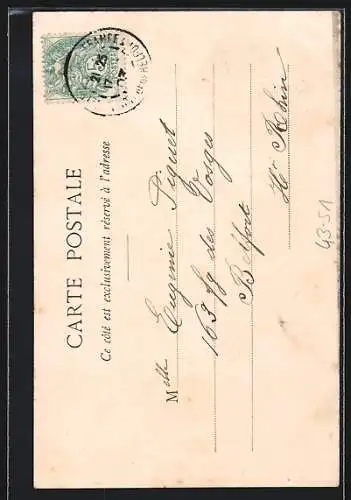 CARTE POSTALE
Ce côté est exclusivement réservé à l'adresse
Melle Eugénie Piquet
163 fg des Vosges
Belfort
Ht Rhin
43-51